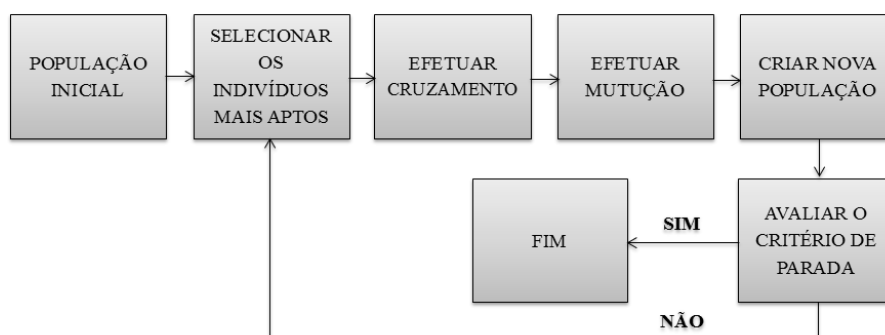 POPULAÇÃO
INICIAL
SELECIONAR
OS
INDIVÍDUOS
MAIS APTOS
EFETUAR
CRUZAMENTO
EFETUAR
MUTUÇÃO
CRIAR NOVA
POPULAÇÃO
FIM
SIM
AVALIAR O
CRITÉRIO DE
PARADA
NÃO